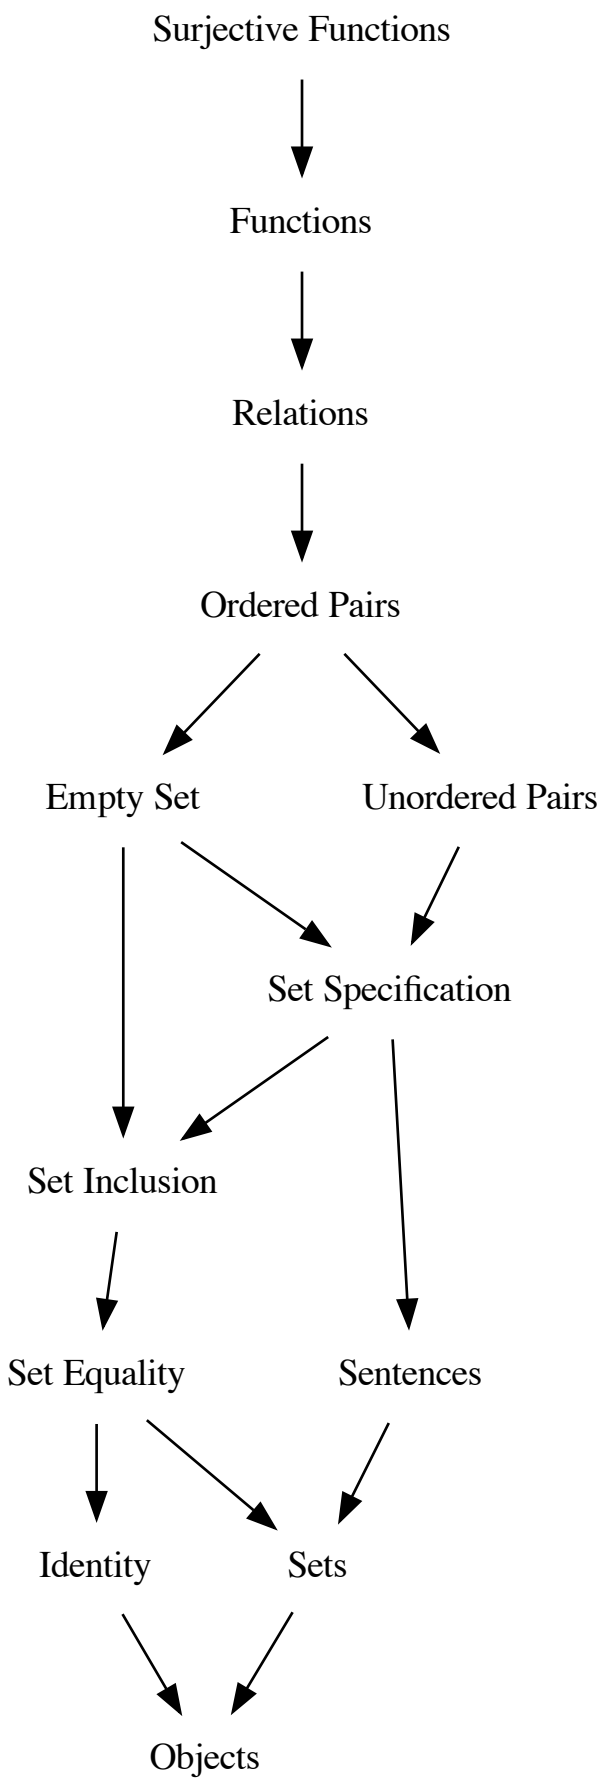 Surjective Functions
Functions
Relations
Ordered Pairs
Empty Set
Unordered Pairs
Set Specification
Set Inclusion
Set Equality
Sentences
Identity
Sets
Objects